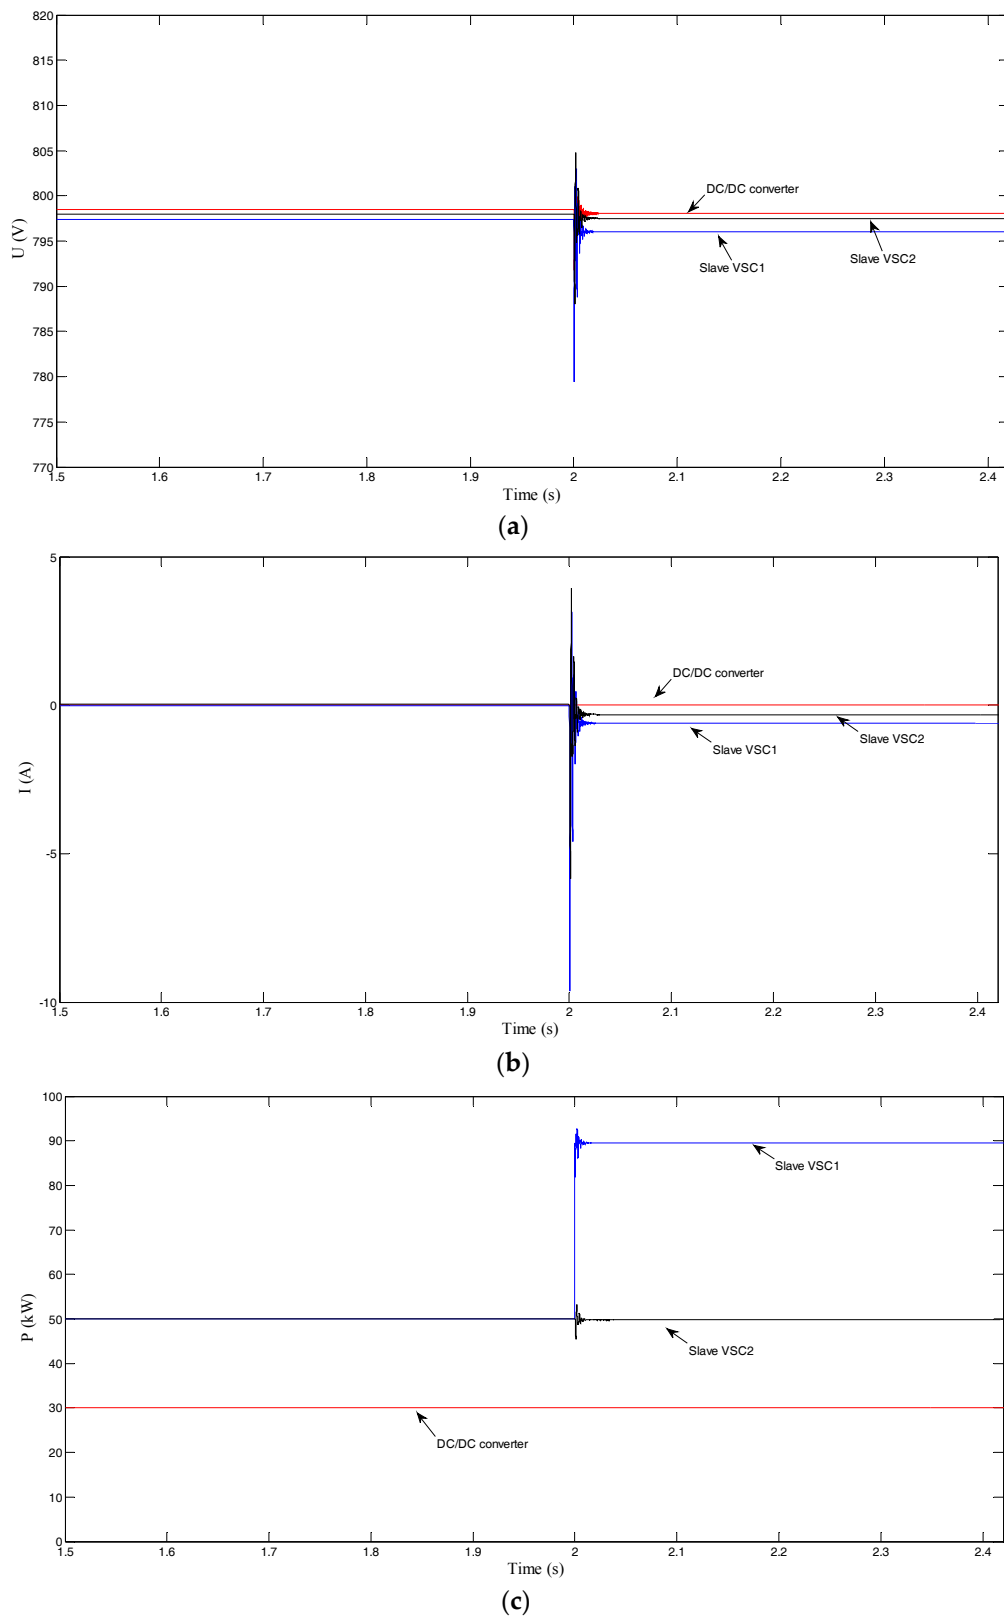 820
815
810
805
800
795
790
785
780
775
770
U (V)
DC/DC converter
Slave VSC1
Slave VSC2
1.5 1.6 1.7 1.8 1.9 2 2.1 2.2 2.3 2.4
Time (s)
(a)
5
0
-5
-10
I (A)
DC/DC converter
Slave VSC2
Slave VSC1
1.5 1.6 1.7 1.8 1.9 2 2.1 2.2 2.3 2.4
Time (s)
(b)
100
90
80
70
60
50
40
30
20
10
0
P (kW)
Slave VSC1
Slave VSC2
DC/DC converter
1.5 1.6 1.7 1.8 1.9 2 2.1 2.2 2.3 2.4
Time (s)
(c)